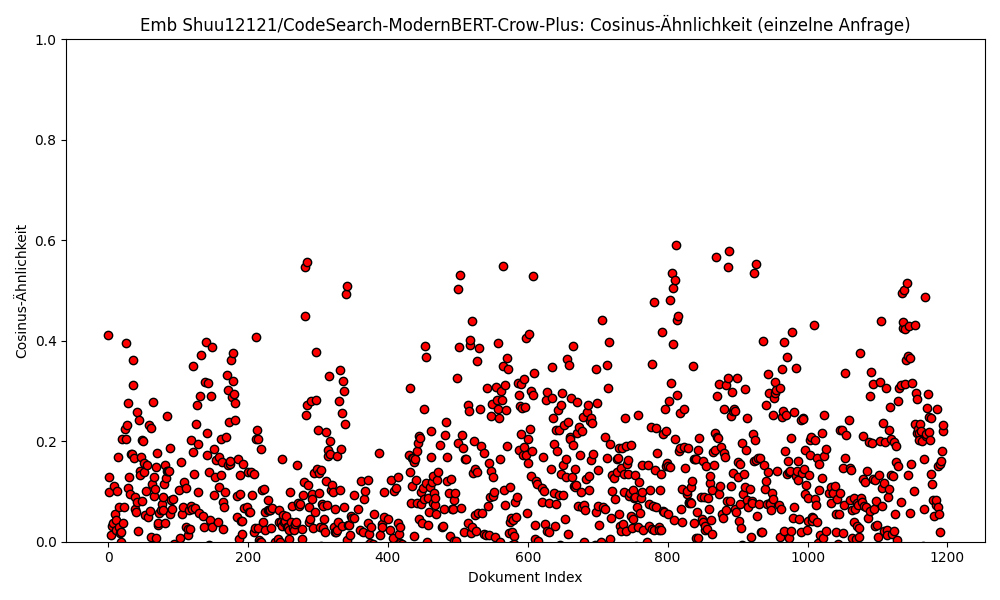 Emb Shuu12121/CodeSearch-ModernBERT-Crow-Plus: Cosinus-Ähnlichkeit (einzelne Anfrage)
1.0
0.8
0.6
0.4
0.2
0.0
Cosinus-Ähnlichkeit
0 200 400 600 800 1000 1200
Dokument Index